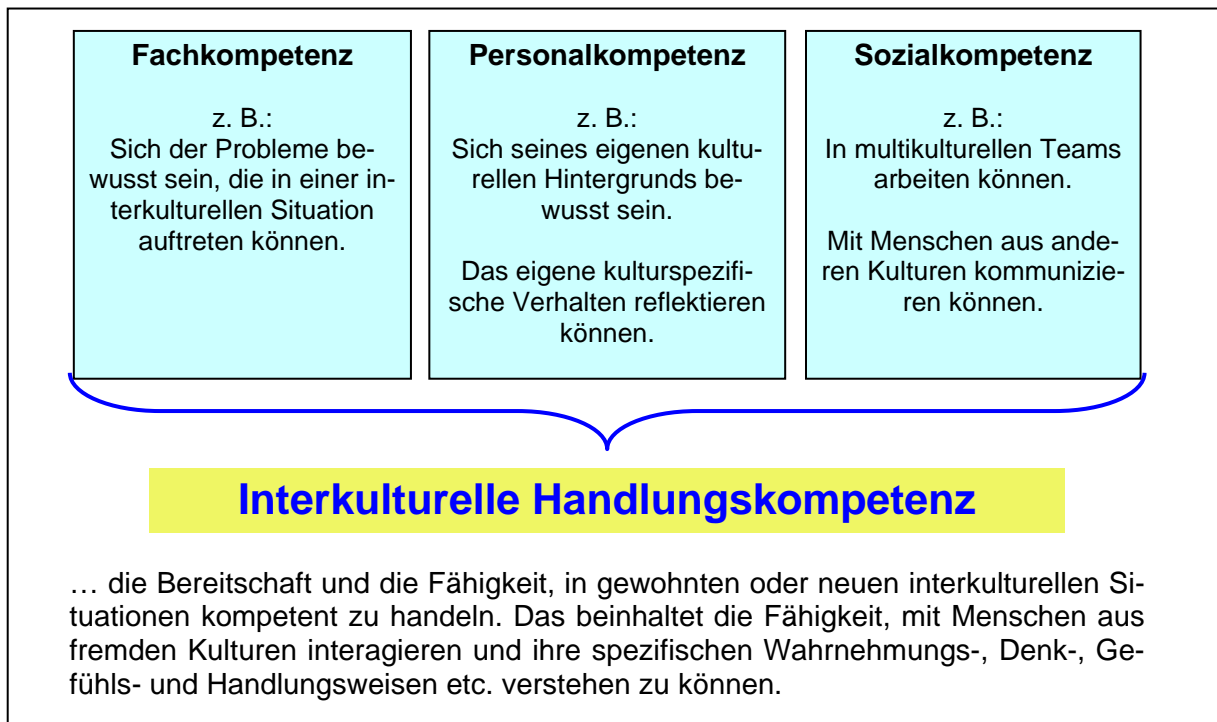 Fachkompetenz
z. B.:
Sich der Probleme be-
wusst sein, die in einer in-
terkulturellen Situation
auftreten können.
Personalkompetenz
z. B.:
Sich seines eigenen kultu-
rellen Hintergrunds be-
wusst sein.
Das eigene kulturspezifi-
sche Verhalten reflektieren
können.
Sozialkompetenz
z. B.:
In multikulturellen Teams
arbeiten können.
Mit Menschen aus ande-
ren Kulturen kommunizie-
ren können.
Interkulturelle Handlungskompetenz
… die Bereitschaft und die Fähigkeit, in gewohnten oder neuen interkulturellen Si-
tuationen kompetent zu handeln. Das beinhaltet die Fähigkeit, mit Menschen aus
fremden Kulturen interagieren und ihre spezifischen Wahrnehmungs-, Denk-, Ge-
fühls- und Handlungsweisen etc. verstehen zu können.